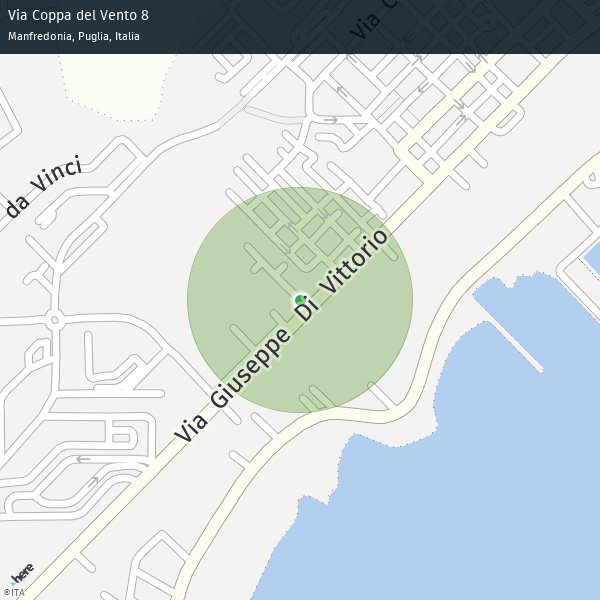 Via Coppa del Vento 8
Manfredonia, Puglia, Italia
Via C
da Vinci
Via Giuseppe Di Vittorio
here
©ITA